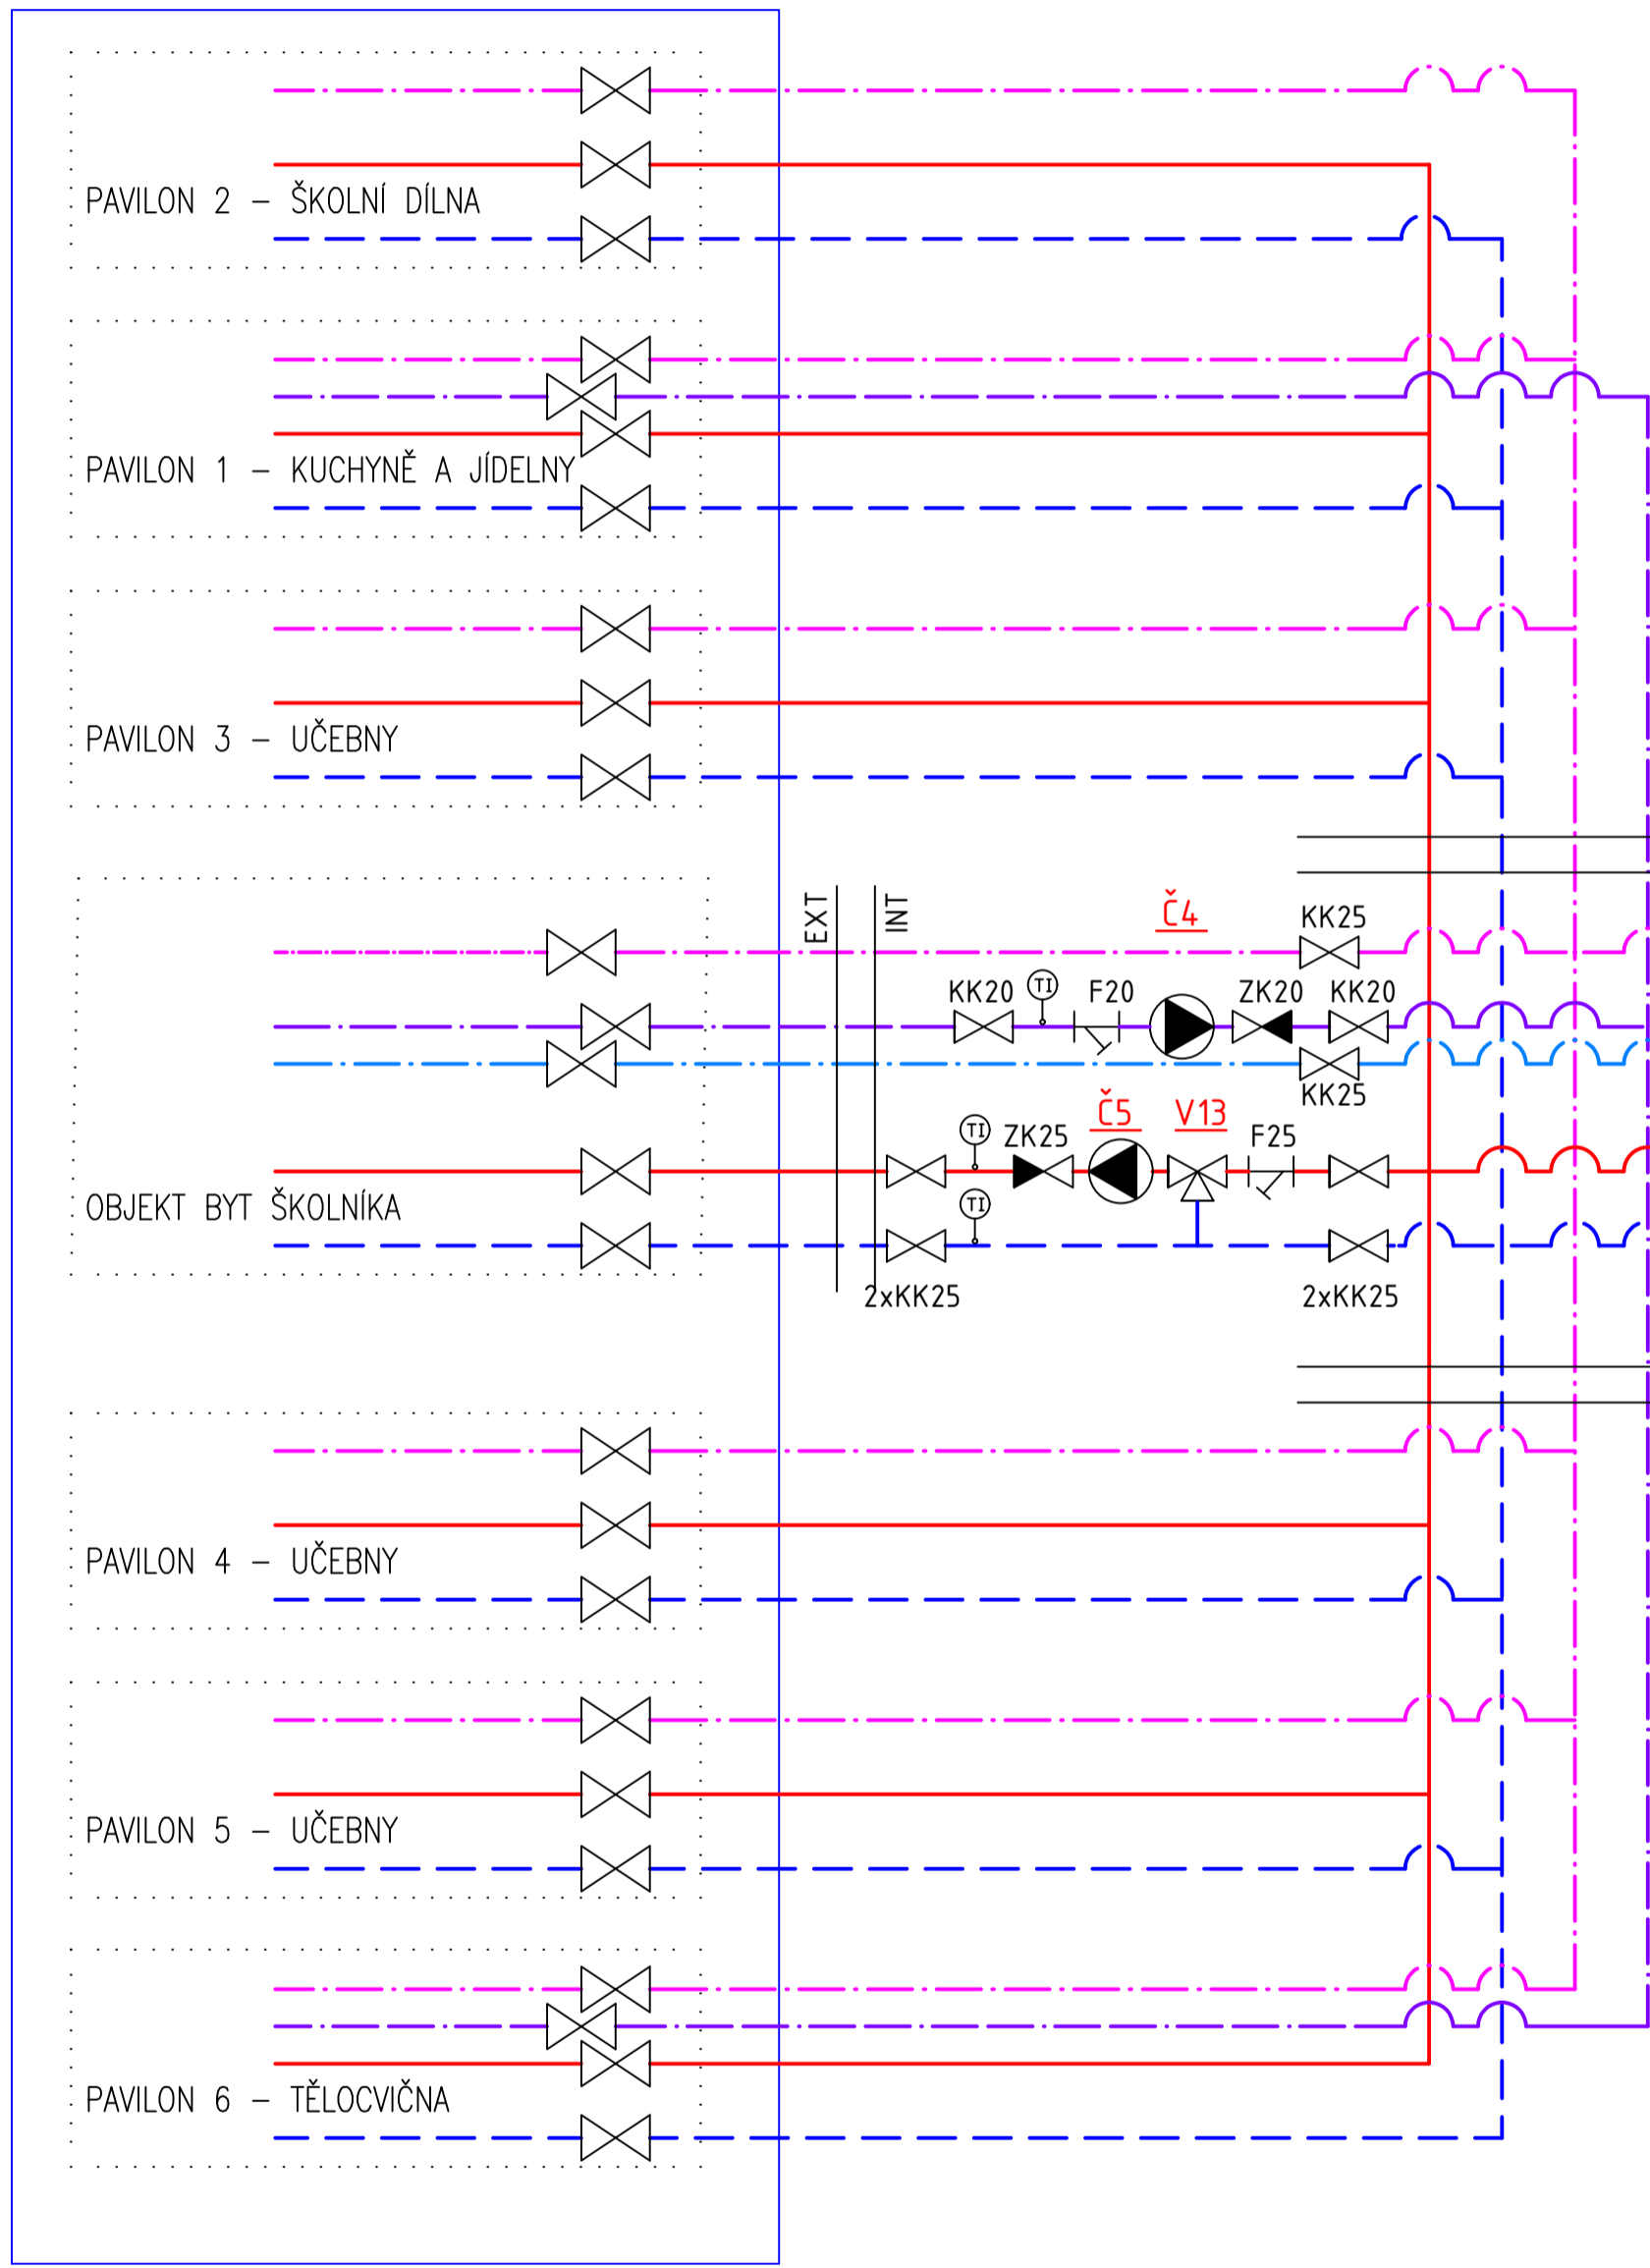 PAVILON 2 – ŠKOLNÍ DÍLNA
PAVILON 1 – KUCHYNĚ A JÍDELNY
PAVILON 3 – UČEBNY
EXT
INT
Č4
KK25
KK20
TI
F20
ZK20
KK20
KK25
TI
ZK25
Č5
V13
F25
TI
OBJEKT BYT ŠKOLNÍKA
2xKK25
2xKK25
PAVILON 4 – UČEBNY
PAVILON 5 – UČEBNY
PAVILON 6 – TĚLOCVIČNA